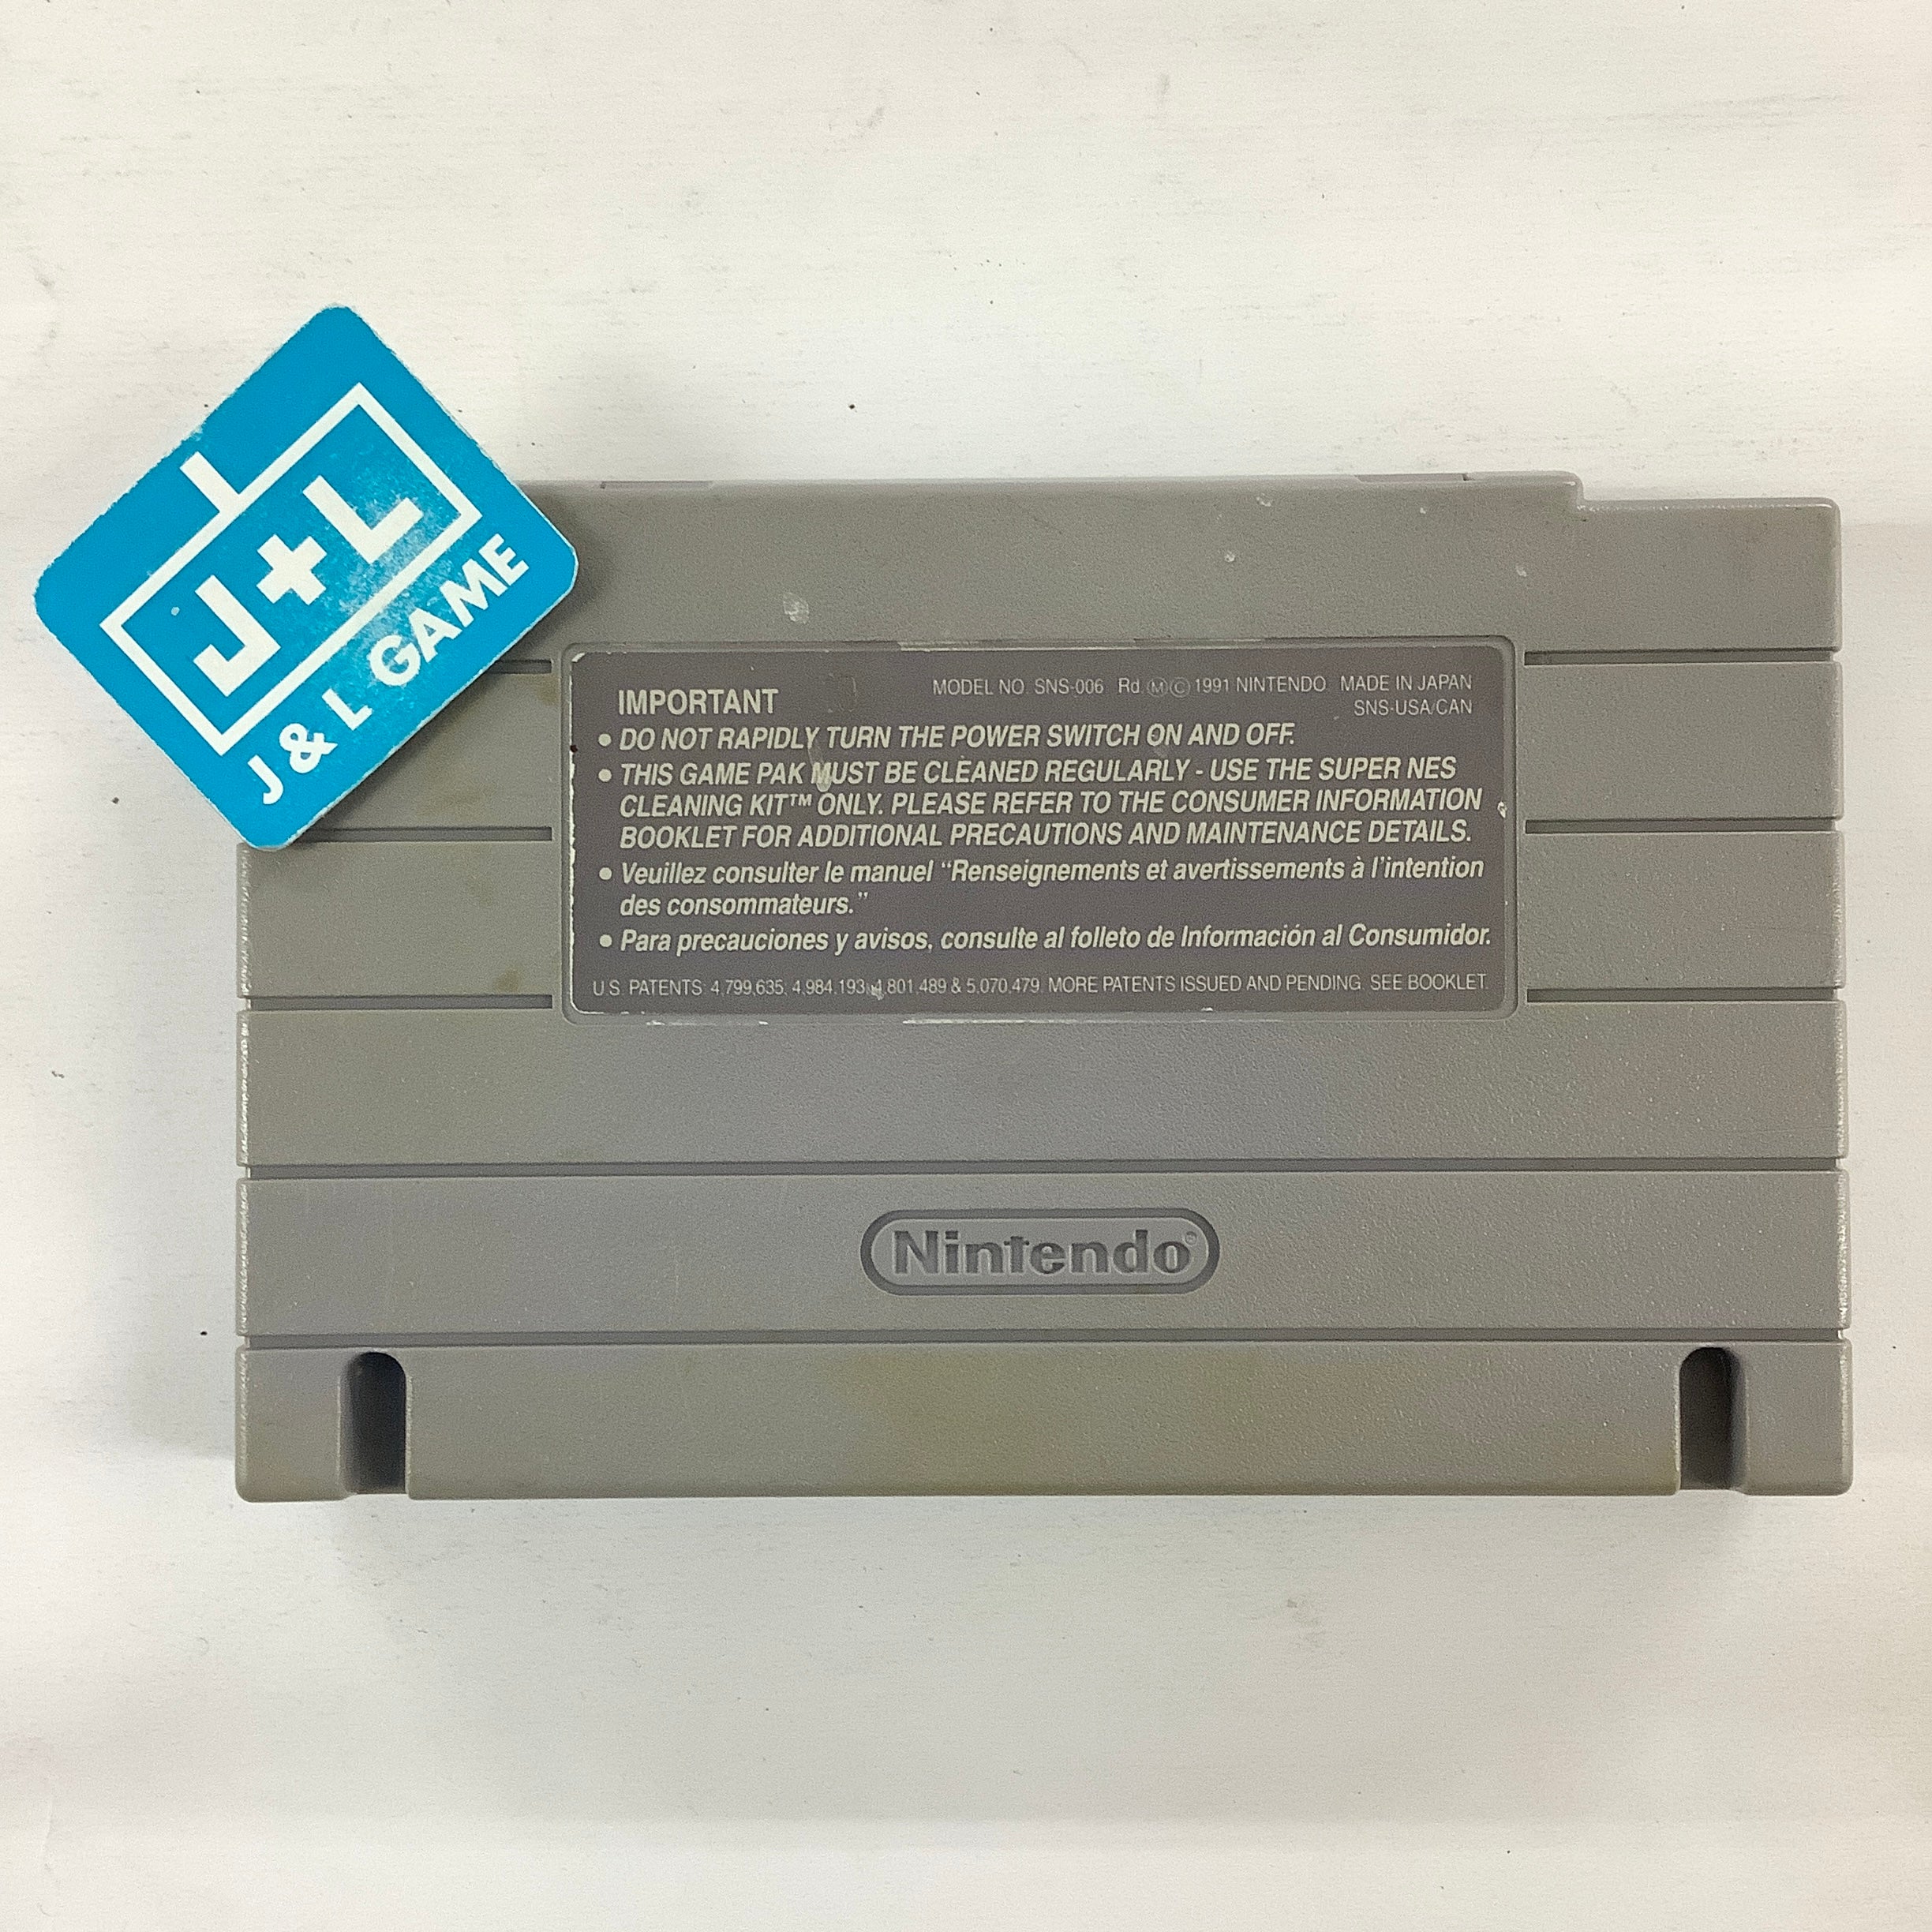 J+L
J & L GAME
IMPORTANT
MODEL NO. SNS-006 Rd. Ⓜ Ⓒ 1991 NINTENDO MADE IN JAPAN
SNS-USA/CAN
• DO NOT RAPIDLY TURN THE POWER SWITCH ON AND OFF.
• THIS GAME PAK MUST BE CLEANED REGULARLY - USE THE SUPER NES
CLEANING KIT™ ONLY. PLEASE REFER TO THE CONSUMER INFORMATION
BOOKLET FOR ADDITIONAL PRECAUTIONS AND MAINTENANCE DETAILS.
• Veuillez consulter le manuel “Renseignements et avertissements à l'intention
des consommateurs.”
• Para precauciones y avisos, consulte al folleto de Información al Consumidor.
U.S. PATENTS: 4,799,635; 4,984,193; 4,801,489 & 5,070,479. MORE PATENTS ISSUED AND PENDING. SEE BOOKLET.
Nintendo®